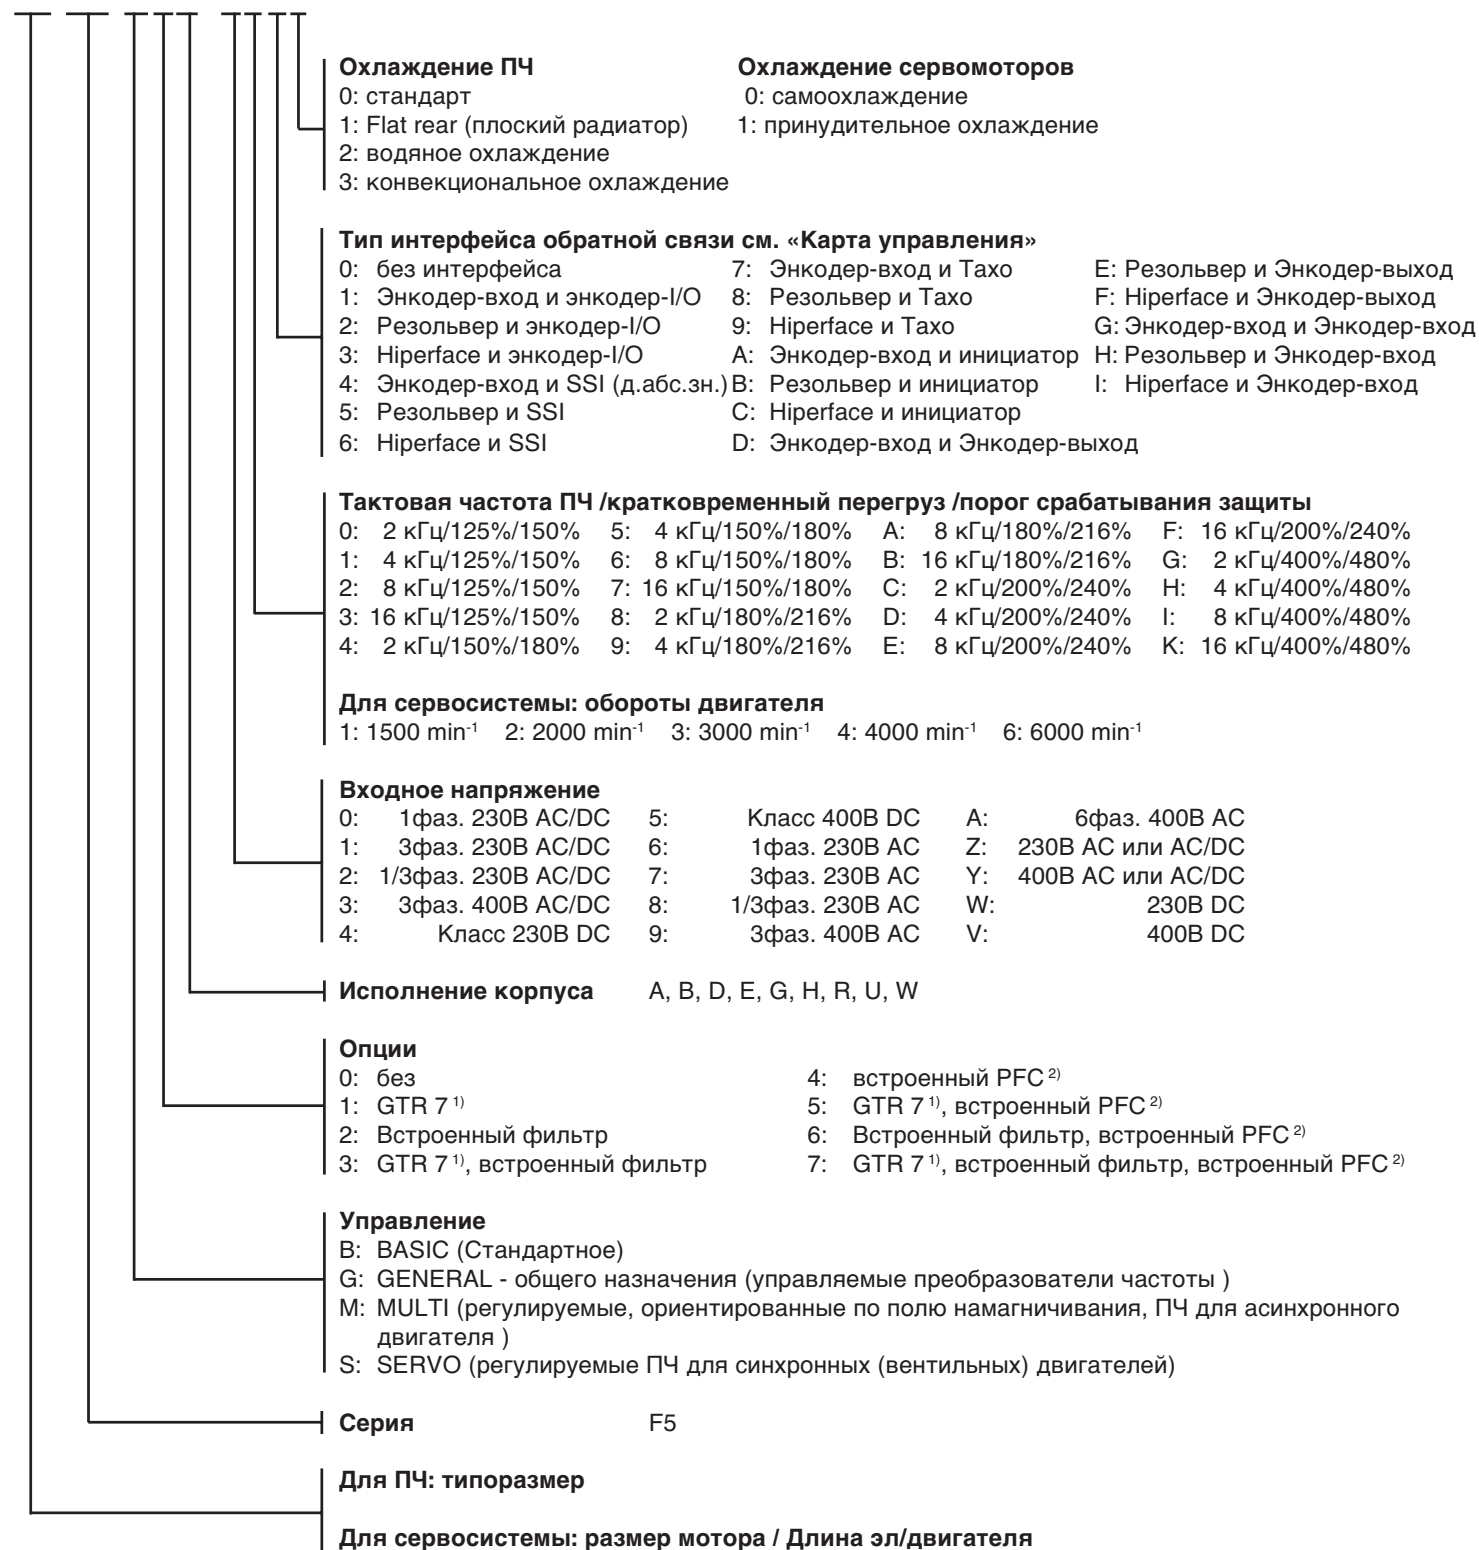 Охлаждение ПЧ Охлаждение сервомоторов
0: стандарт 0: самоохлаждение
1: Flat rear (плоский радиатор) 1: принудительное охлаждение
2: водяное охлаждение
3: конвекциональное охлаждение
Тип интерфейса обратной связи см. «Карта управления»
0: без интерфейса 7: Энкодер-вход и Тахо E: Резольвер и Энкодер-выход
1: Энкодер-вход и энкодер-I/O 8: Резольвер и Тахо F: Hiperface и Энкодер-выход
2: Резольвер и энкодер-I/O 9: Hiperface и Тахо G: Энкодер-вход и Энкодер-вход
3: Hiperface и энкодер-I/O A: Энкодер-вход и инициатор H: Резольвер и Энкодер-вход
4: Энкодер-вход и SSI (д.абс.зн.) B: Резольвер и инициатор I: Hiperface и Энкодер-вход
5: Резольвер и SSI C: Hiperface и инициатор
6: Hiperface и SSI D: Энкодер-вход и Энкодер-выход
Тактовая частота ПЧ /кратковременный перегруз /порог срабатывания защиты
0: 2 кГц/125%/150% 5: 4 кГц/150%/180% A: 8 кГц/180%/216% F: 16 кГц/200%/240%
1: 4 кГц/125%/150% 6: 8 кГц/150%/180% B: 16 кГц/180%/216% G: 2 кГц/400%/480%
2: 8 кГц/125%/150% 7: 16 кГц/150%/180% C: 2 кГц/200%/240% H: 4 кГц/400%/480%
3: 16 кГц/125%/150% 8: 2 кГц/180%/216% D: 4 кГц/200%/240% I: 8 кГц/400%/480%
4: 2 кГц/150%/180% 9: 4 кГц/180%/216% E: 8 кГц/200%/240% K: 16 кГц/400%/480%
Для сервосистемы: обороты двигателя
1: 1500 min⁻¹ 2: 2000 min⁻¹ 3: 3000 min⁻¹ 4: 4000 min⁻¹ 6: 6000 min⁻¹
Входное напряжение
0: 1фаз. 230В AC/DC 5: Класс 400В DC A: 6фаз. 400В AC
1: 3фаз. 230В AC/DC 6: 1фаз. 230В AC Z: 230В AC или AC/DC
2: 1/3фаз. 230В AC/DC 7: 3фаз. 230В AC Y: 400В AC или AC/DC
3: 3фаз. 400В AC/DC 8: 1/3фаз. 230В AC W: 230В DC
4: Класс 230В DC 9: 3фаз. 400В AC V: 400В DC
Исполнение корпуса A, B, D, E, G, H, R, U, W
Опции
0: без 4: встроенный PFC ²⁾
1: GTR 7 ¹⁾ 5: GTR 7 ¹⁾, встроенный PFC ²⁾
2: Встроенный фильтр 6: Встроенный фильтр, встроенный PFC ²⁾
3: GTR 7 ¹⁾, встроенный фильтр 7: GTR 7 ¹⁾, встроенный фильтр, встроенный PFC ²⁾
Управление
B: BASIC (Стандартное)
G: GENERAL - общего назначения (управляемые преобразователи частоты )
M: MULTI (регулируемые, ориентированные по полю намагничивания, ПЧ для асинхронного
двигателя )
S: SERVO (регулируемые ПЧ для синхронных (вентильных) двигателей)
Серия F5
Для ПЧ: типоразмер
Для сервосистемы: размер мотора / Длина эл/двигателя